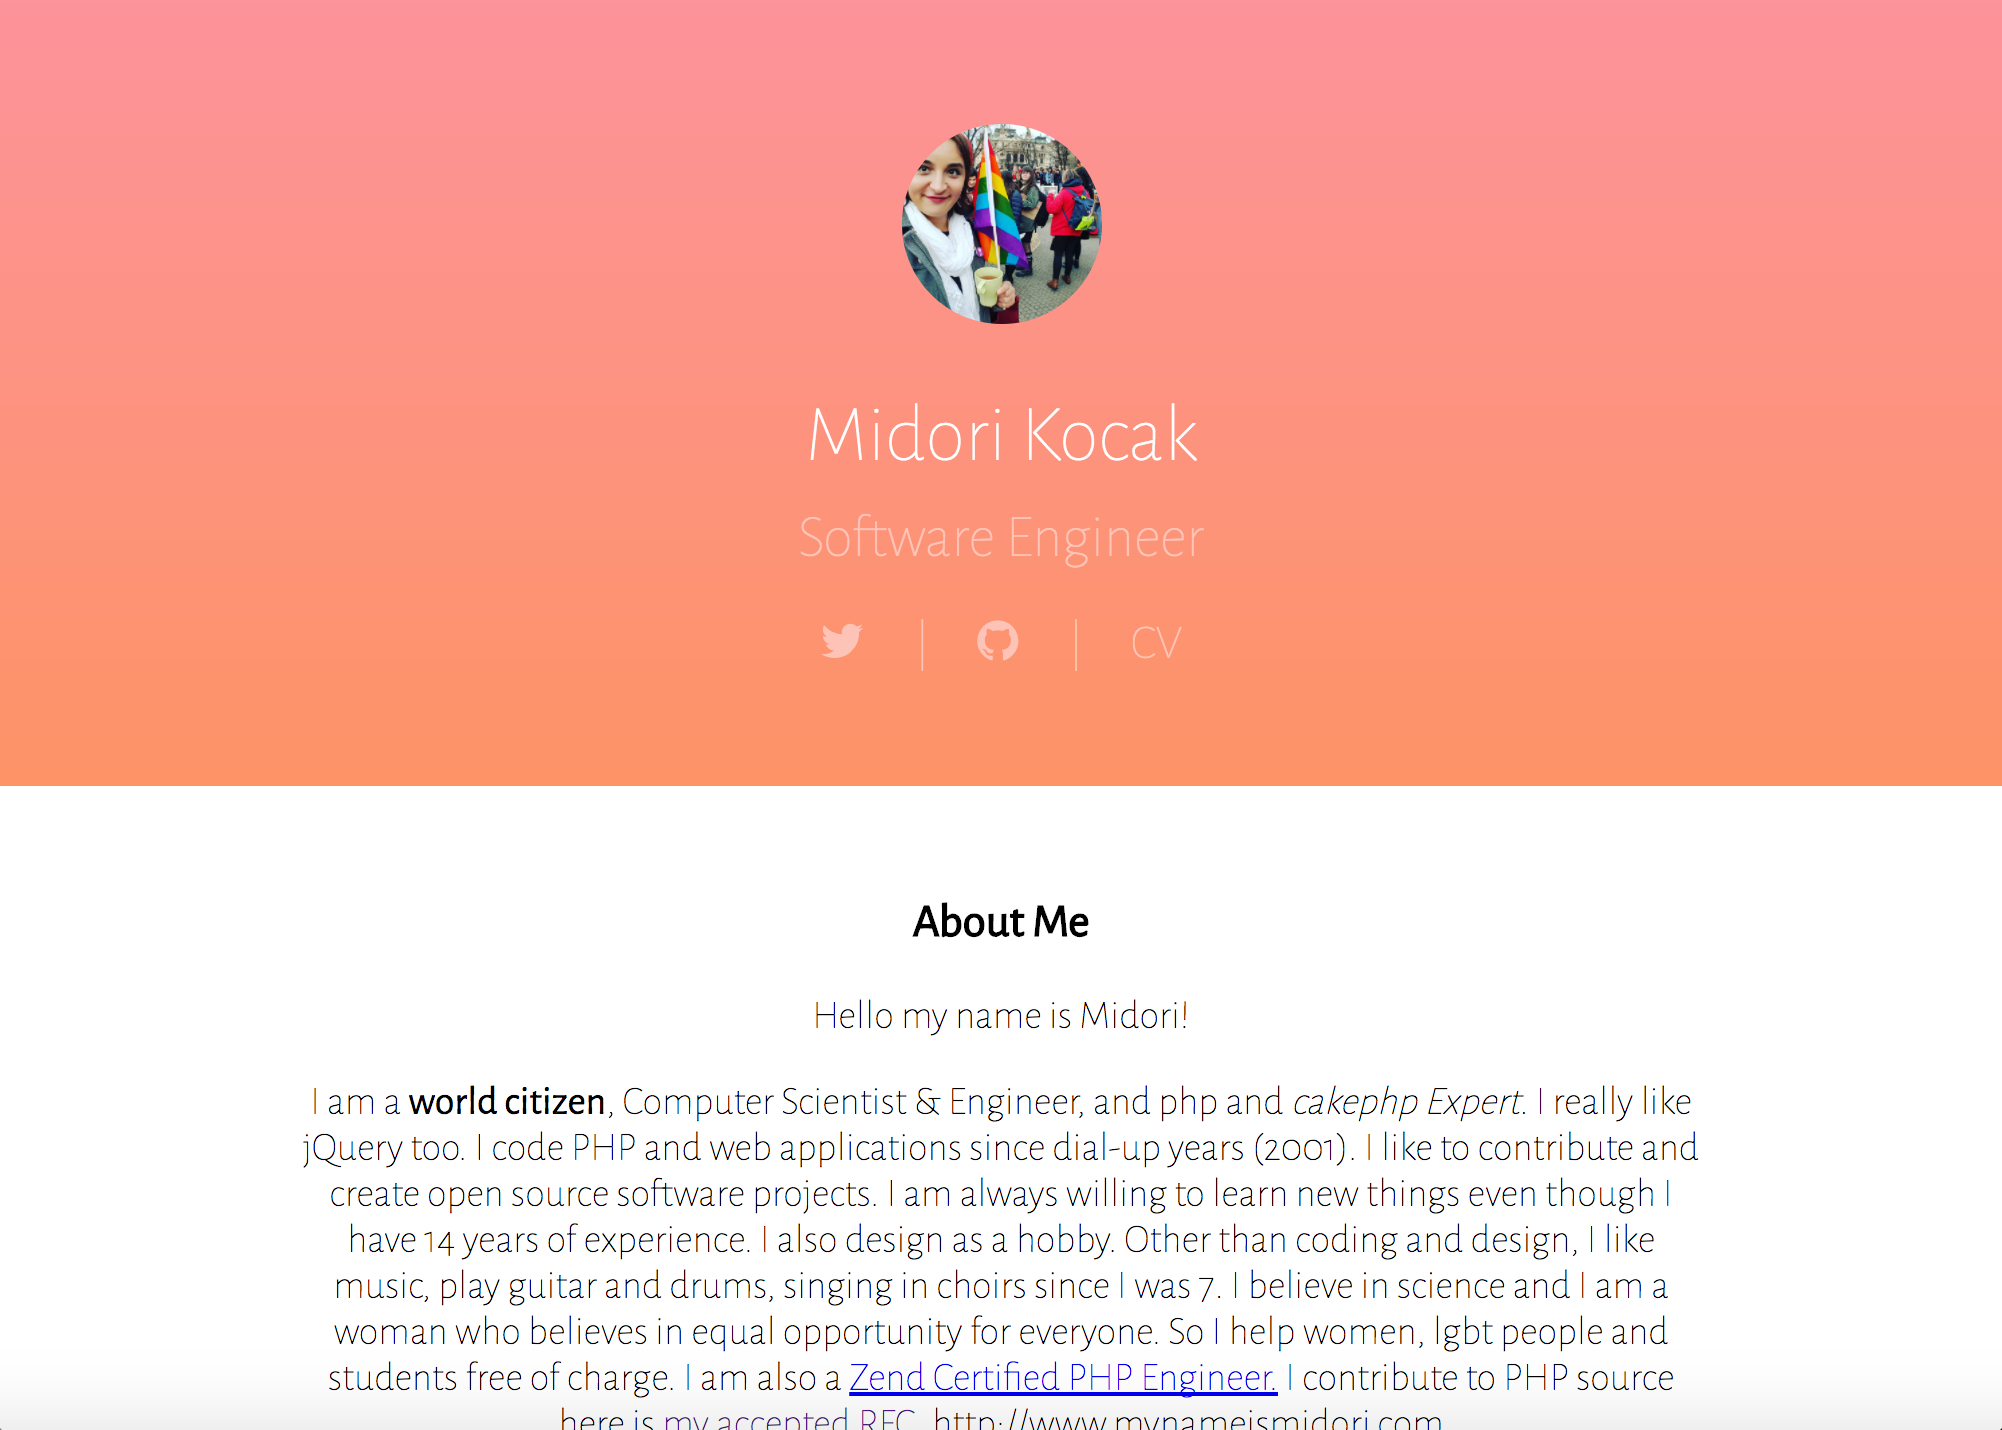 Midori Kocak
Software Engineer
| | CV
About Me
Hello my name is Midori!
I am a world citizen, Computer Scientist & Engineer, and php and cakephp Expert. I really like
jQuery too. I code PHP and web applications since dial-up years (2001). I like to contribute and
create open source software projects. I am always willing to learn new things even though I
have 14 years of experience. I also design as a hobby. Other than coding and design, I like
music, play guitar and drums, singing in choirs since I was 7. I believe in science and I am a
woman who believes in equal opportunity for everyone. So I help women, lgbt people and
students free of charge. I am also a Zend Certified PHP Engineer. I contribute to PHP source
here is my accepted RFC. http://www.mynameismidori.com